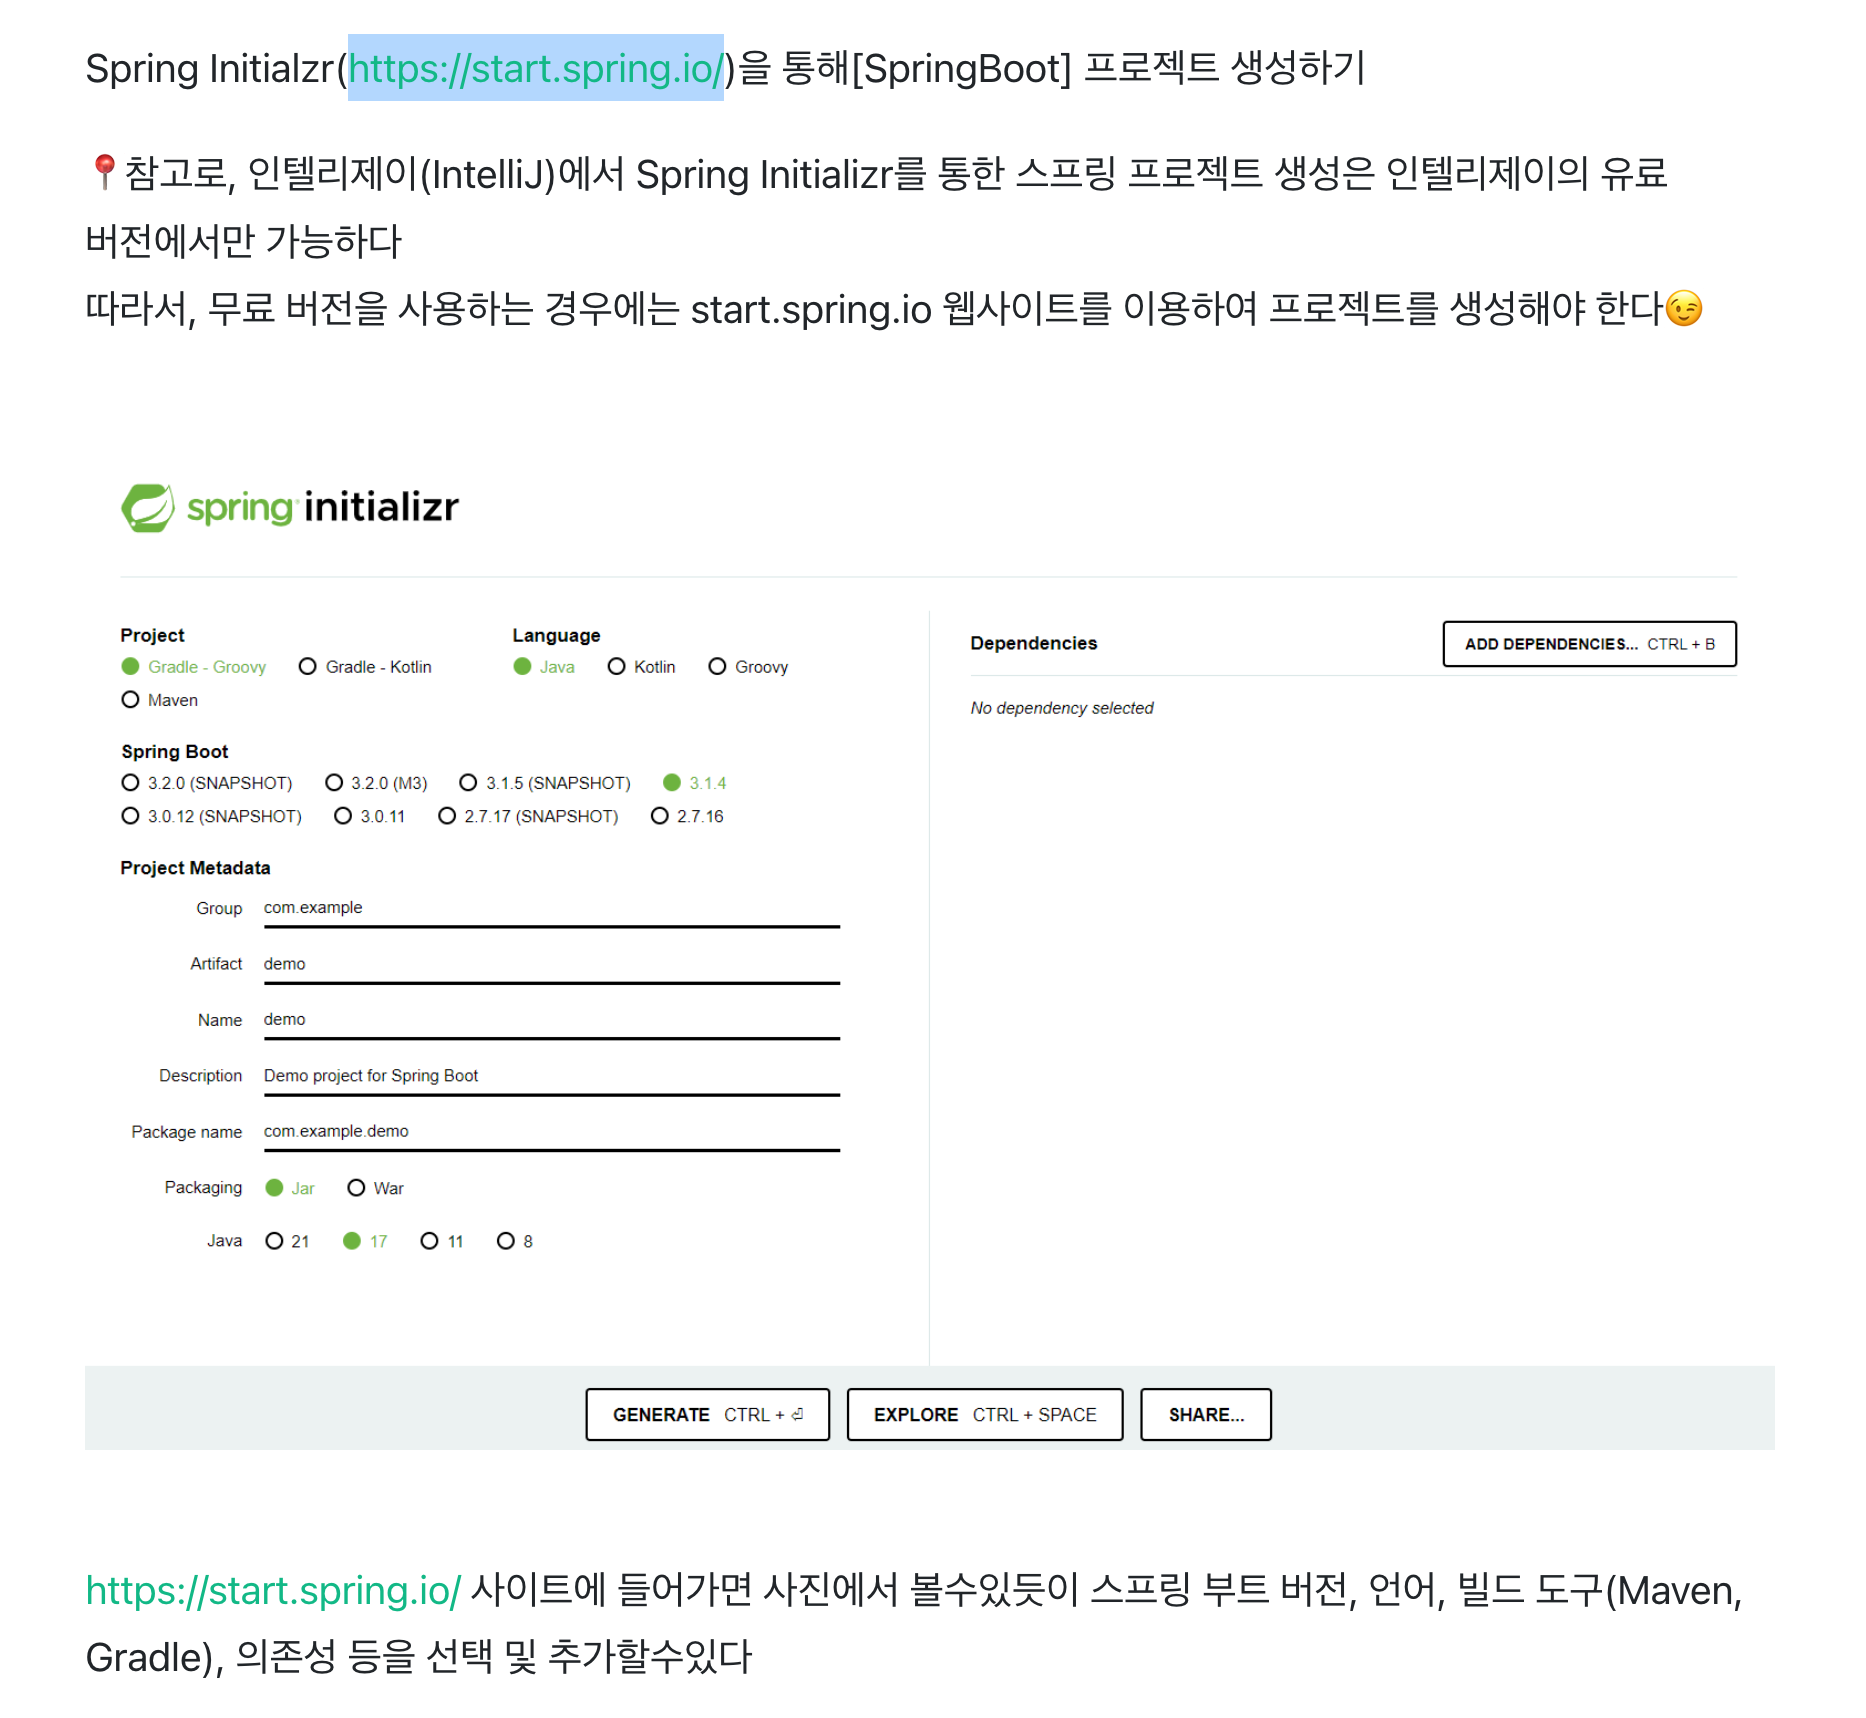 Spring Initialzr(https://start.spring.io/)을 통해[SpringBoot] 프로젝트 생성하기
📍참고로, 인텔리제이(IntelliJ)에서 Spring Initializr를 통한 스프링 프로젝트 생성은 인텔리제이의 유료
버전에서만 가능하다
따라서, 무료 버전을 사용하는 경우에는 start.spring.io 웹사이트를 이용하여 프로젝트를 생성해야 한다😉
spring initializr
Project
Gradle - Groovy Gradle - Kotlin
Maven
Language
Java Kotlin Groovy
Spring Boot
3.2.0 (SNAPSHOT) 3.2.0 (M3) 3.1.5 (SNAPSHOT) 3.1.4
3.0.12 (SNAPSHOT) 3.0.11 2.7.17 (SNAPSHOT) 2.7.16
Project Metadata
Group com.example
Artifact demo
Name demo
Description Demo project for Spring Boot
Package name com.example.demo
Packaging Jar War
Java 21 17 11 8
Dependencies ADD DEPENDENCIES... CTRL + B
No dependency selected
GENERATE CTRL + ⏎ EXPLORE CTRL + SPACE SHARE...
https://start.spring.io/ 사이트에 들어가면 사진에서 볼수있듯이 스프링 부트 버전, 언어, 빌드 도구(Maven,
Gradle), 의존성 등을 선택 및 추가할수있다